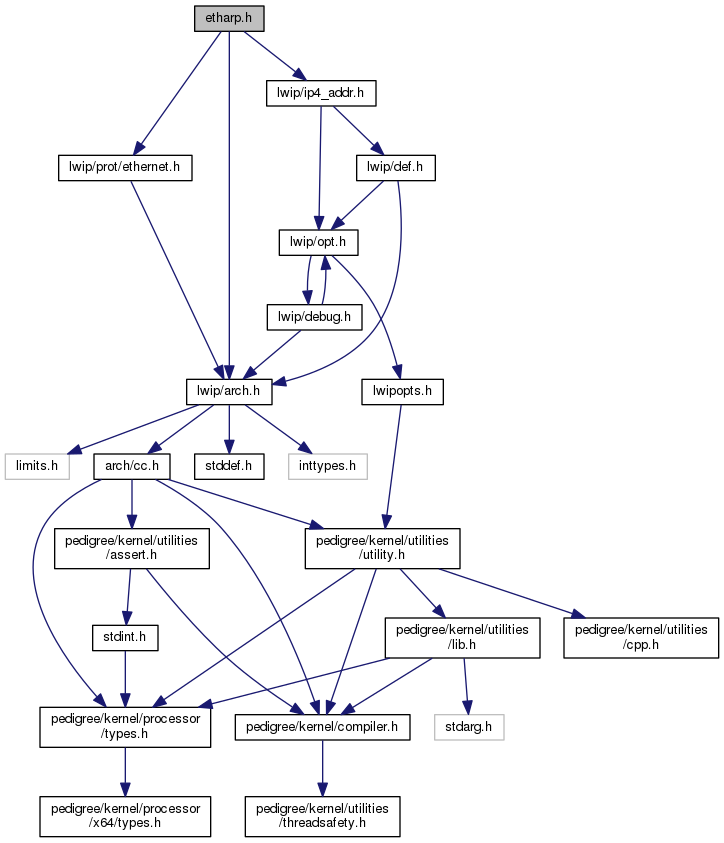 etharp.h
lwip/ip4_addr.h
lwip/prot/ethernet.h
lwip/def.h
lwip/opt.h
lwip/debug.h
lwip/arch.h
lwipopts.h
limits.h
arch/cc.h
stddef.h
inttypes.h
pedigree/kernel/utilities
/assert.h
pedigree/kernel/utilities
/utility.h
stdint.h
pedigree/kernel/utilities
/lib.h
pedigree/kernel/utilities
/cpp.h
pedigree/kernel/processor
/types.h
pedigree/kernel/compiler.h
stdarg.h
pedigree/kernel/processor
/x64/types.h
pedigree/kernel/utilities
/threadsafety.h